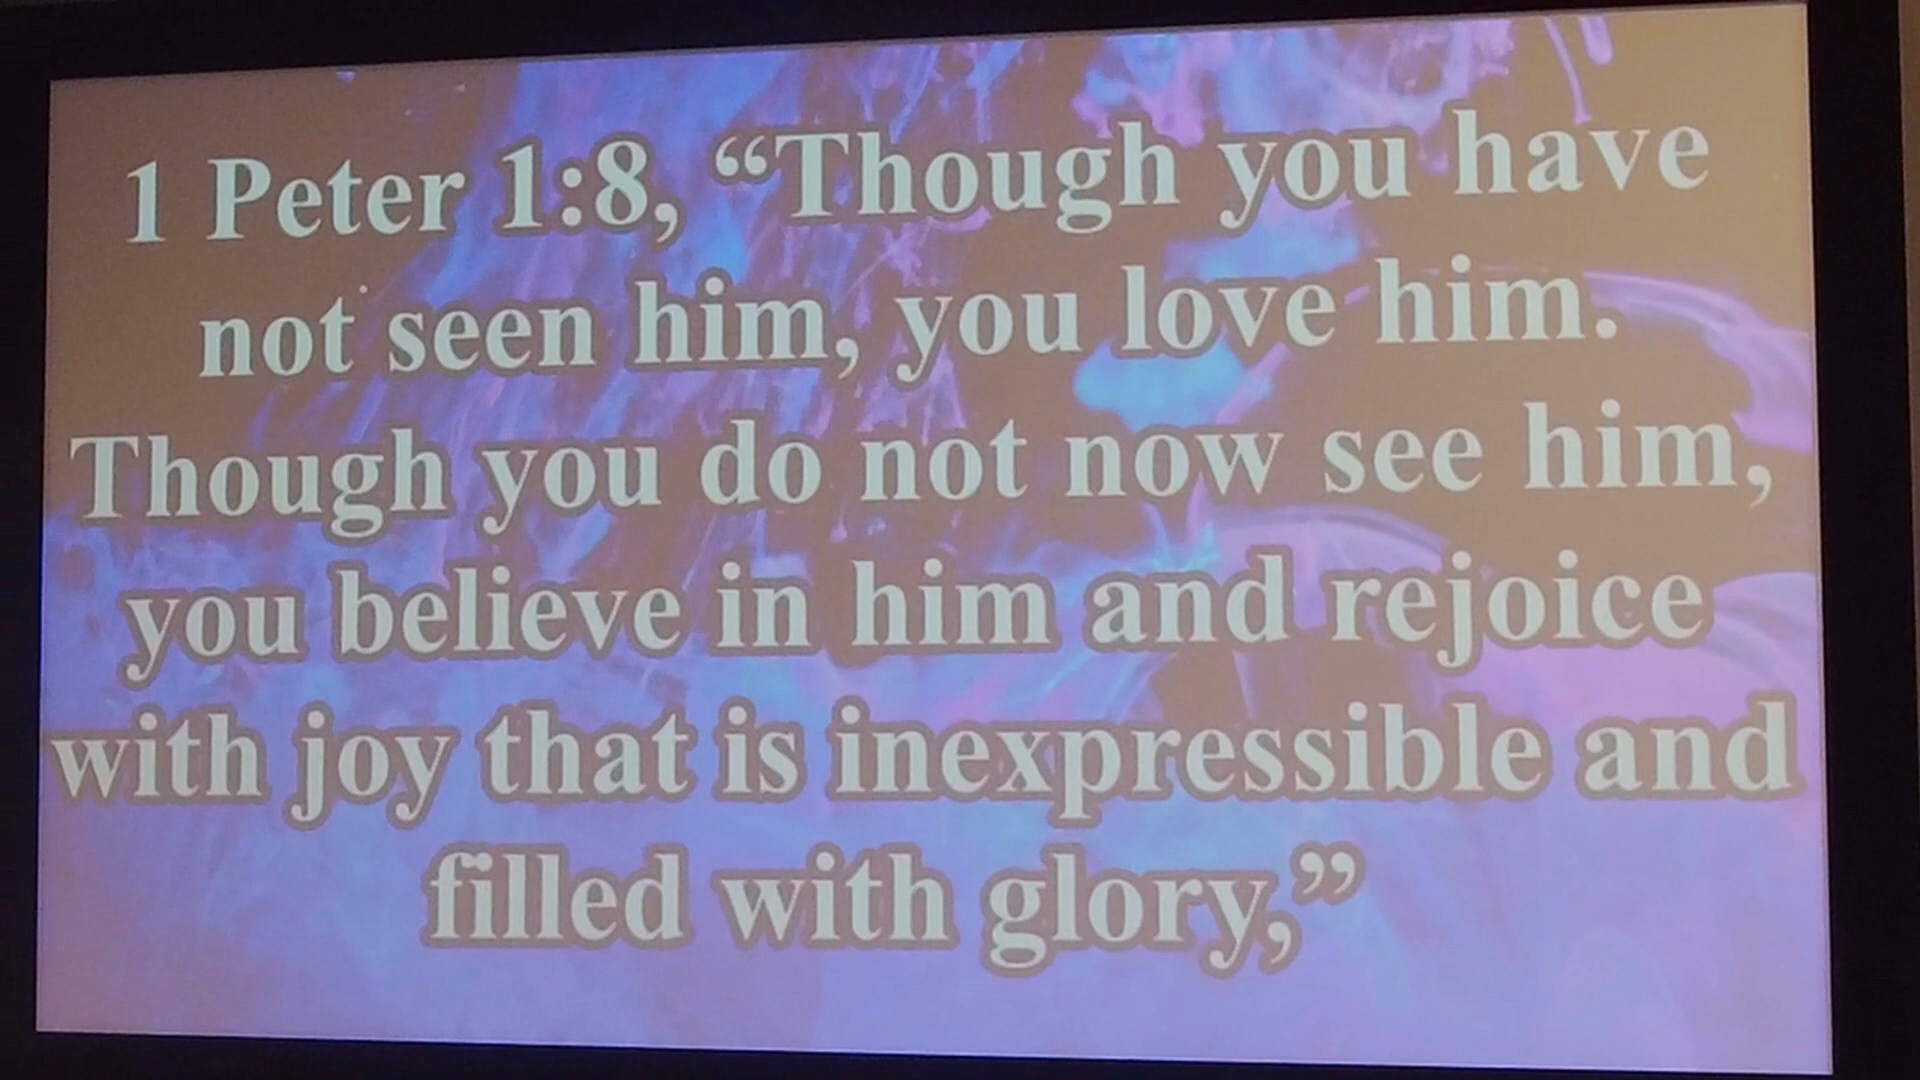 1 Peter 1:8, “Though you have
not seen him, you love him.
Though you do not now see him,
you believe in him and rejoice
with joy that is inexpressible and
filled with glory,”